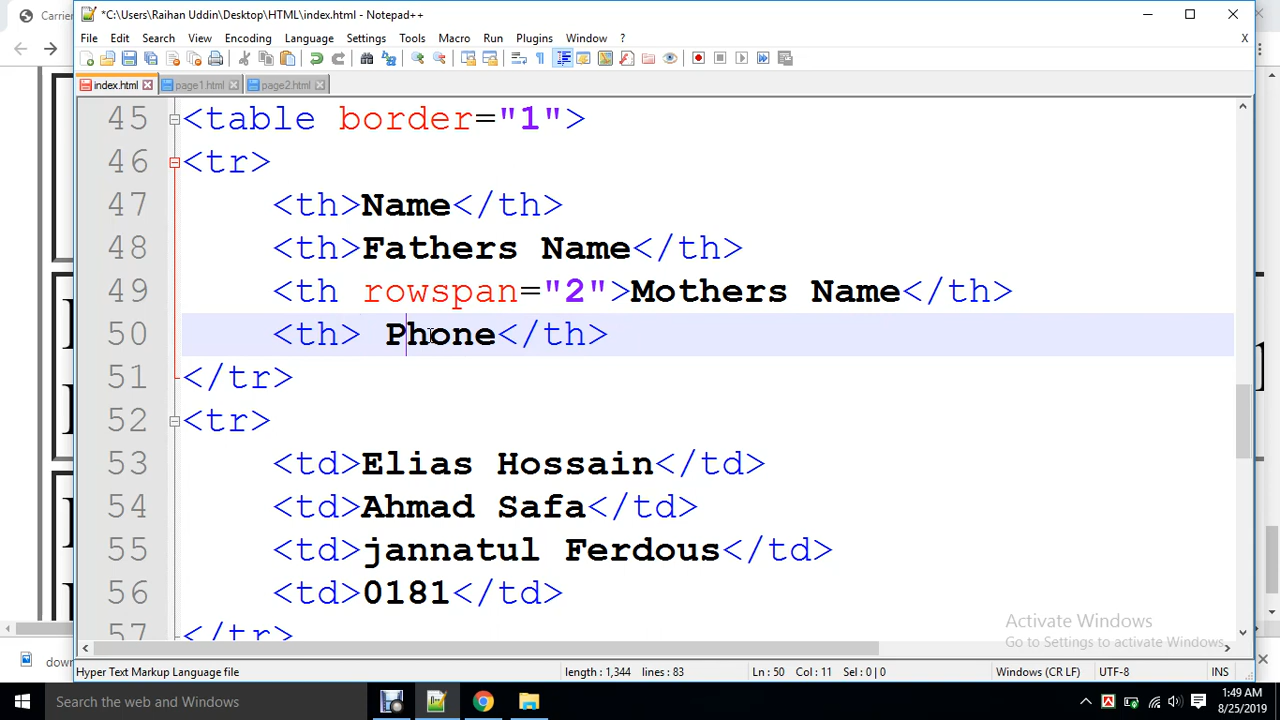 Carrier
*C:\Users\Raihan Uddin\Desktop\HTML\index.html - Notepad++
File Edit Search View Encoding Language Settings Tools Macro Run Plugins Window ? X
index.html page1.html page2.html
45 <table border="1">
46 <tr>
47 <th>Name</th>
48 <th>Fathers Name</th>
49 <th rowspan="2">Mothers Name</th>
50 <th> Phone</th>
51 </tr>
52 <tr>
53 <td>Elias Hossain</td>
54 <td>Ahmad Safa</td>
55 <td>jannatul Ferdous</td>
56 <td>0181</td>
57 </tr>
Activate Windows
Go to Settings to activate Windows.
dow
Hyper Text Markup Language file length : 1,344 lines : 83 Ln : 50 Col : 11 Sel : 0 | 0 Windows (CR LF) UTF-8 INS
Search the web and Windows
1:49 AM
8/25/2019